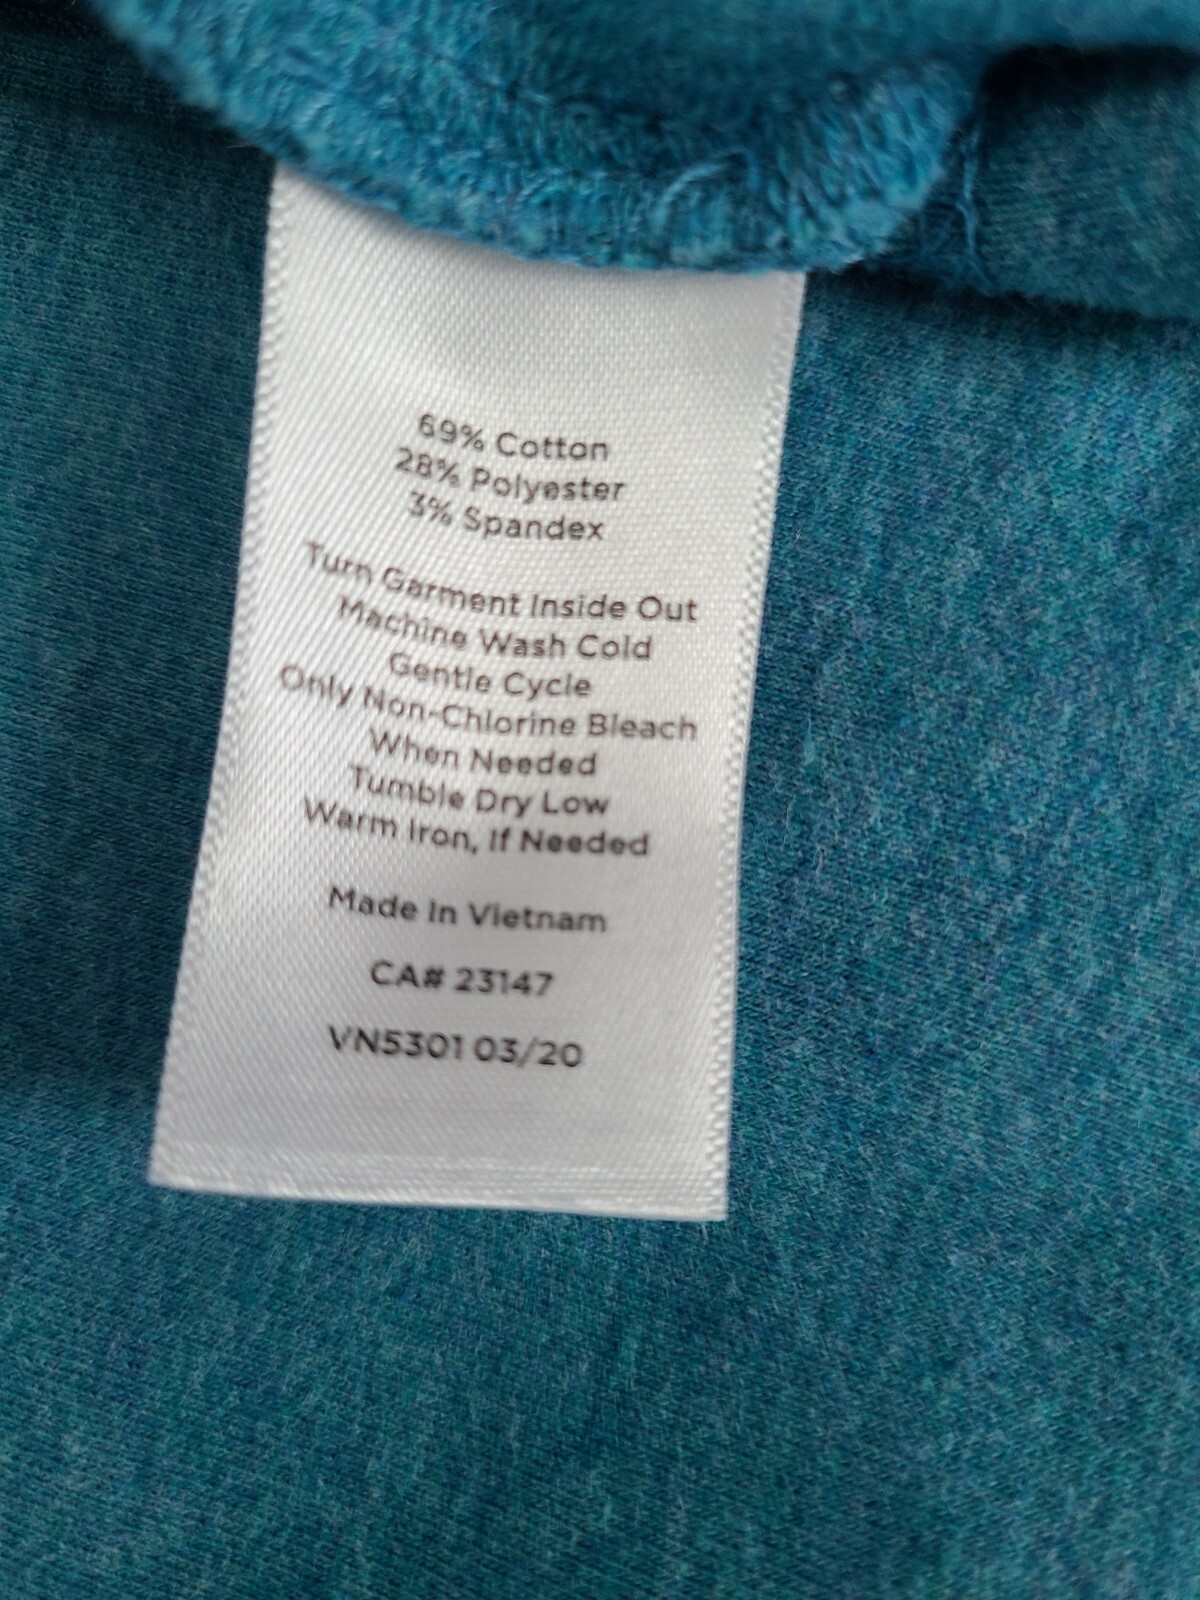 69% Cotton
28% Polyester
3% Spandex
Turn Garment Inside Out
Machine Wash Cold
Gentle Cycle
Only Non-Chlorine Bleach
When Needed
Tumble Dry Low
Warm Iron, If Needed
Made In Vietnam
CA# 23147
VN5301 03/20